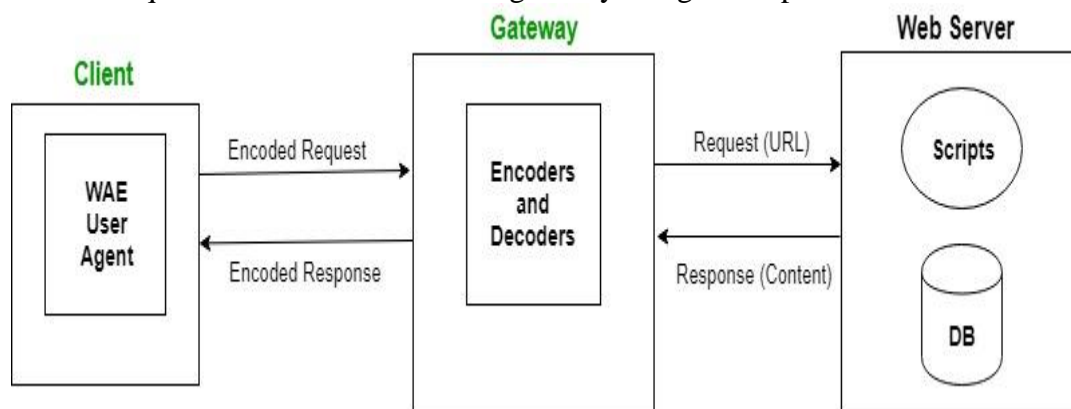 Gateway
Web Server
Client
WAE
User
Agent
Encoded Request
Encoded Response
Encoders
and
Decoders
Request (URL)
Response (Content)
Scripts
DB